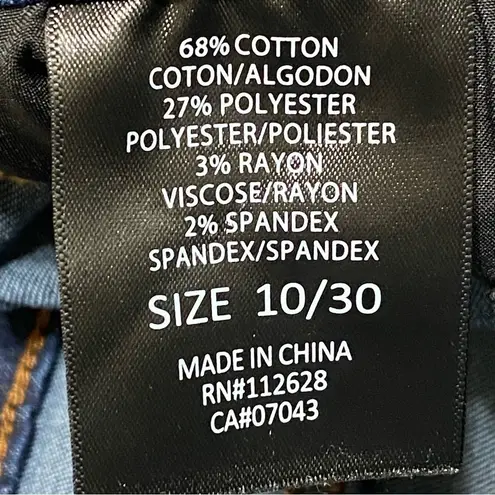 68% COTTON
COTON/ALGODON
27% POLYESTER
POLYESTER/POLIESTER
3% RAYON
VISCOSE/RAYON
2% SPANDEX
SPANDEX/SPANDEX
SIZE 10/30
MADE IN CHINA
RN#112628
CA#07043